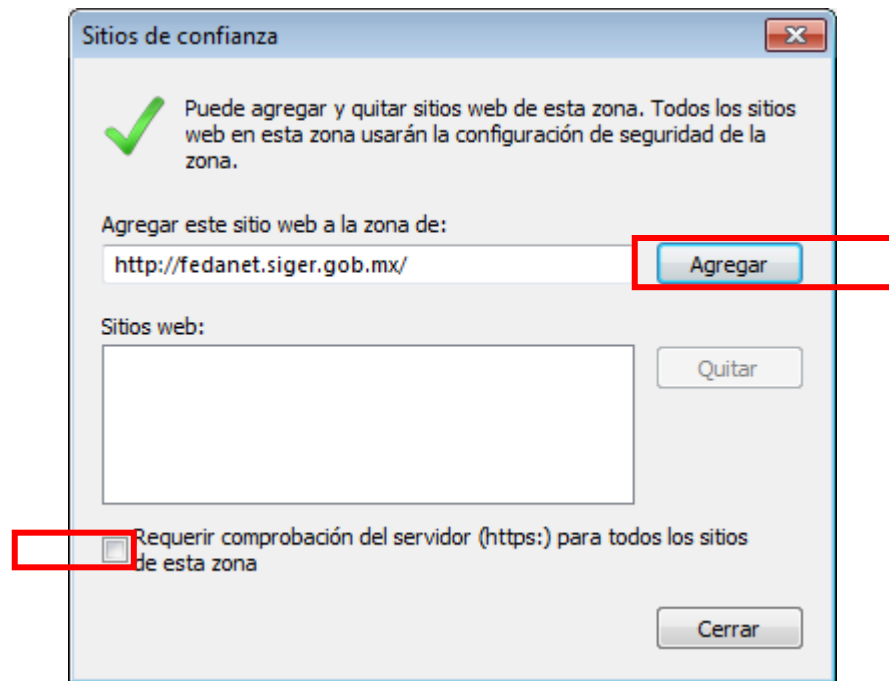 Sitios de confianza
Puede agregar y quitar sitios web de esta zona. Todos los sitios
web en esta zona usarán la configuración de seguridad de la
zona.
Agregar este sitio web a la zona de:
http://fedanet.siger.gob.mx/
Agregar
Sitios web:
Quitar
Requerir comprobación del servidor (https:) para todos los sitios
de esta zona
Cerrar